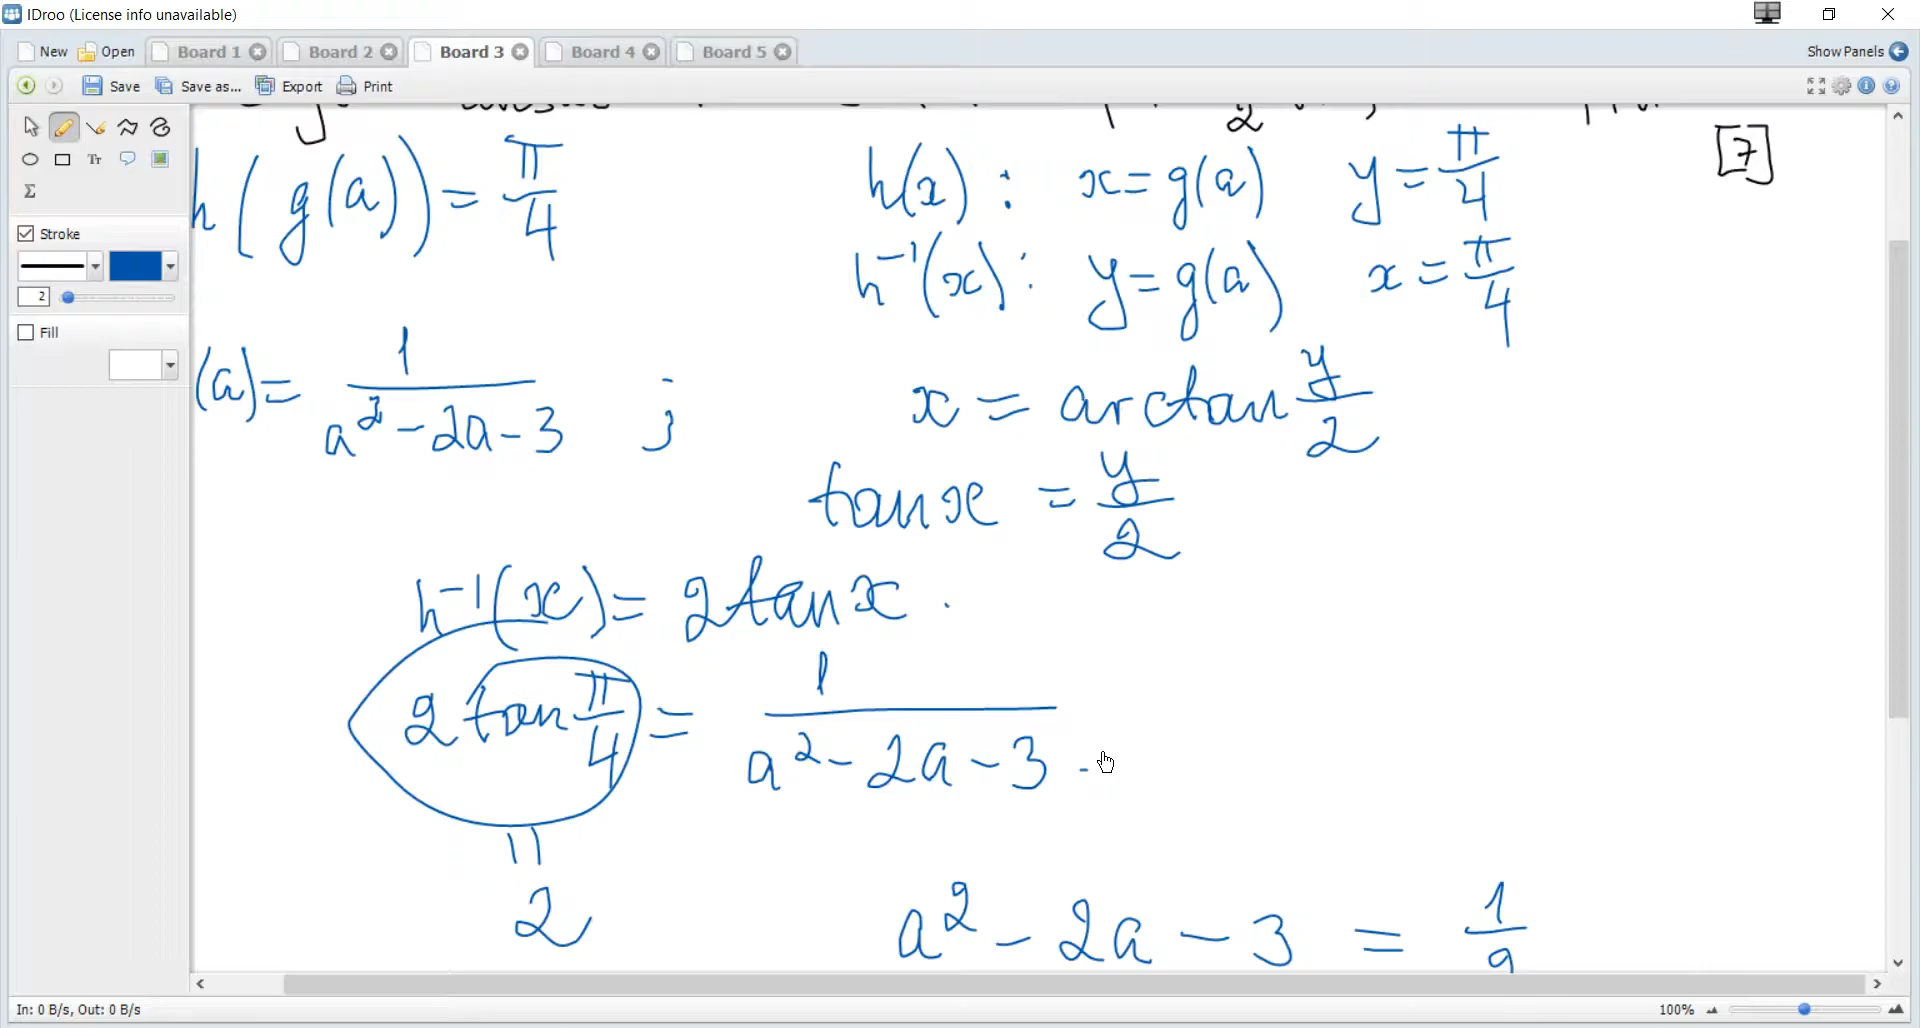 IDroo (License info unavailable)
New Open Board 1 Board 2 Board 3 Board 4 Board 5 Show Panels
Save Save as... Export Print
[7]
h(g(a)) = π/4
h(x) : x = g(a) y = π/4
h⁻¹(x) : y = g(a) x = π/4
Stroke
2
Fill
(a) = 1/(a² - 2a - 3) ;
x = arctan y/2
tan x = y/2
h⁻¹(x) = 2 tan x .
2 tan π/4 = 1/(a² - 2a - 3) .
= 2
a² - 2a - 3 = 1/2
In: 0 B/s, Out: 0 B/s 100%